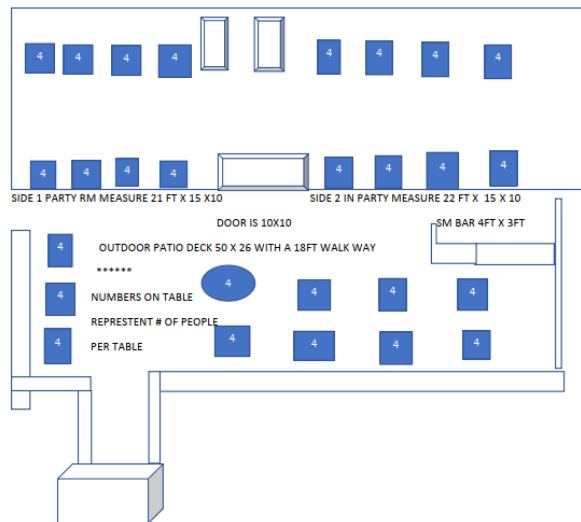 4 4 4 4 4 4 4 4
4 4 4 4 4 4 4 4
SIDE 1 PARTY RM MEASURE 21 FT X 15 X10 SIDE 2 IN PARTY MEASURE 22 FT X 15 X 10
DOOR IS 10X10 SM BAR 4FT X 3FT
4 OUTDOOR PATIO DECK 50 X 26 WITH A 18FT WALK WAY
******
4 4 4 4
4 NUMBERS ON TABLE
REPRESTENT # OF PEOPLE
4 PER TABLE 4 4 4 4